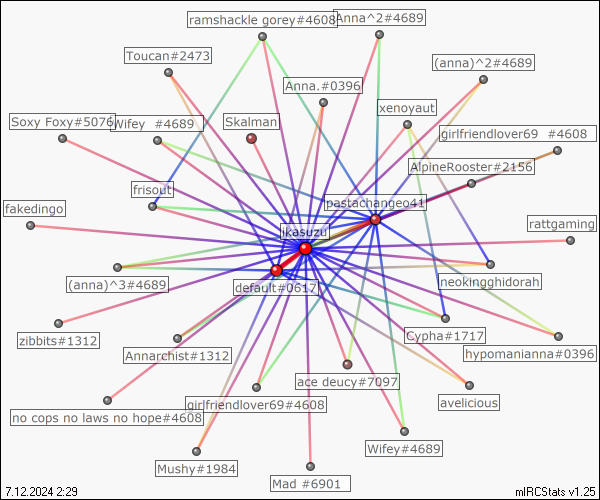 ramshackle gorey#4608
Anna^2#4689
Toucan#2473
(anna)^2#4689
Anna.#0396
xenoyaut
Soxy Foxy#5076
Wifey #4689
Skalman
girlfriendlover69 #4608
AlpineRooster#2156
frisout
pastachangeo41
fakedingo
jkasuzu
rattgaming
(anna)^3#4689
default#0617
neokingghidorah
zibbits#1312
Cypha#1717
Annarchist#1312
hypomanianna#0396
ace deucy#7097
no cops no laws no hope#4608
girlfriendlover69#4608
avelicious
Wifey#4689
Mushy#1984
Mad #6901
7.12.2024 2:29
mIRCStats v1.25